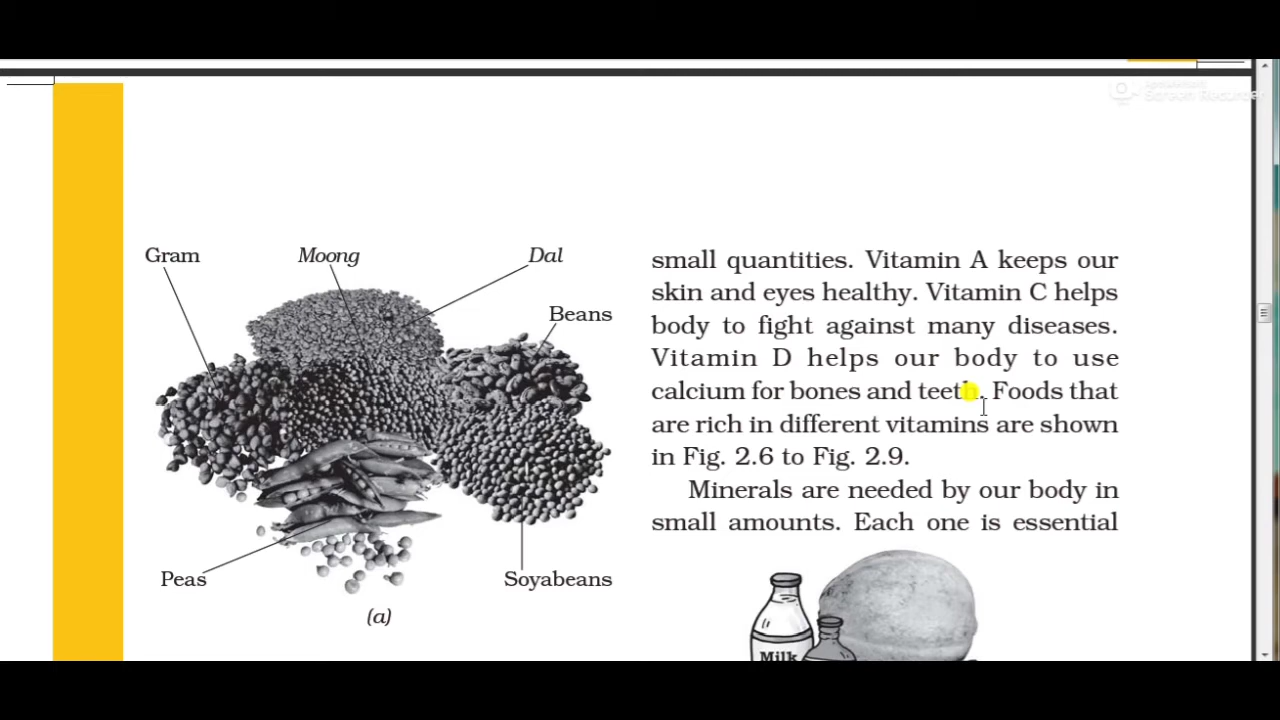 Screen Recorder
Gram
Moong
Dal
Beans
Peas
Soyabeans
(a)
small quantities. Vitamin A keeps our
skin and eyes healthy. Vitamin C helps
body to fight against many diseases.
Vitamin D helps our body to use
calcium for bones and teeth. Foods that
are rich in different vitamins are shown
in Fig. 2.6 to Fig. 2.9.
Minerals are needed by our body in
small amounts. Each one is essential
Milk